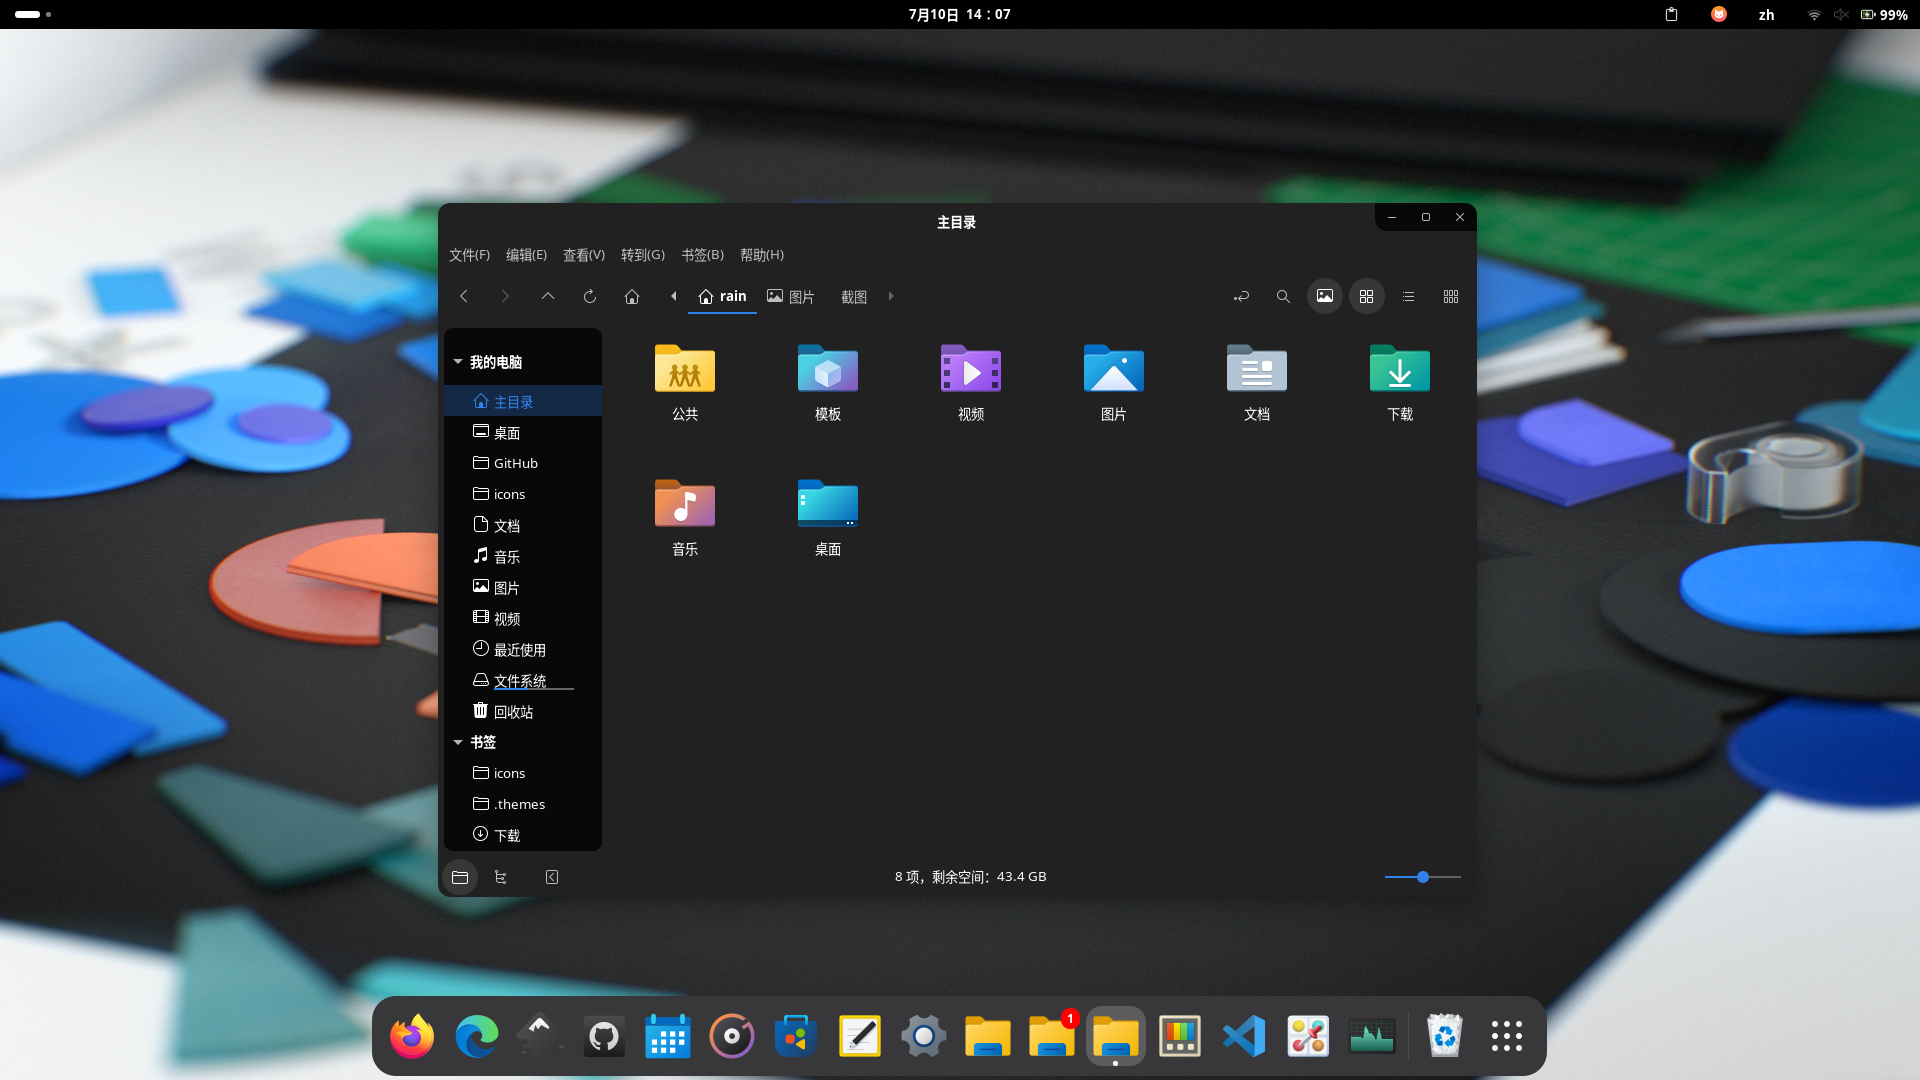 7月10日 14：07
zh
99%
主目录
文件(F) 编辑(E) 查看(V) 转到(G) 书签(B) 帮助(H)
rain 图片 截图
我的电脑
主目录
桌面
GitHub
icons
文档
音乐
图片
视频
最近使用
文件系统
回收站
书签
icons
.themes
下载
公共 模板 视频 图片 文档 下载
音乐 桌面
8 项，剩余空间：43.4 GB
1